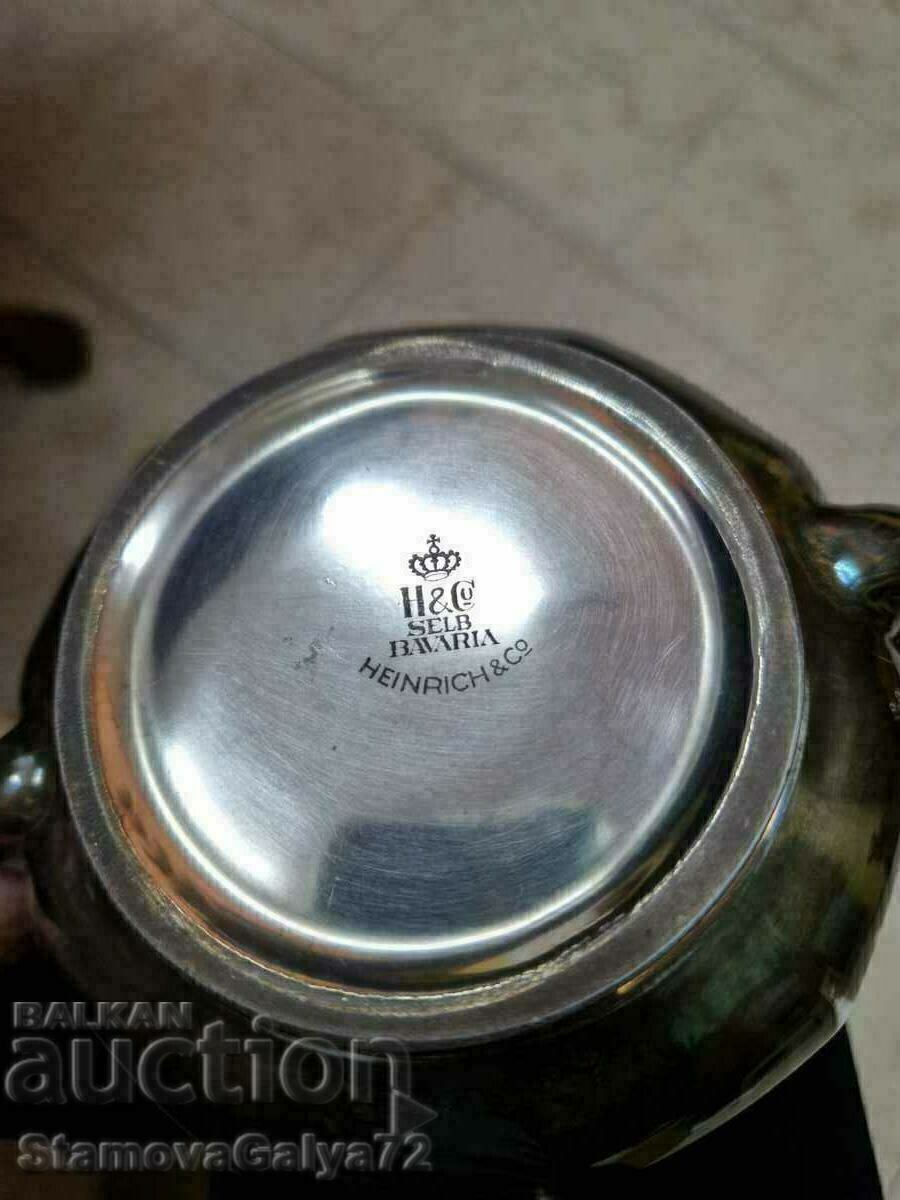 H&Co
SELB
BAVARIA
HEINRICH & Co
BALKAN
auction
StamovaGalya72